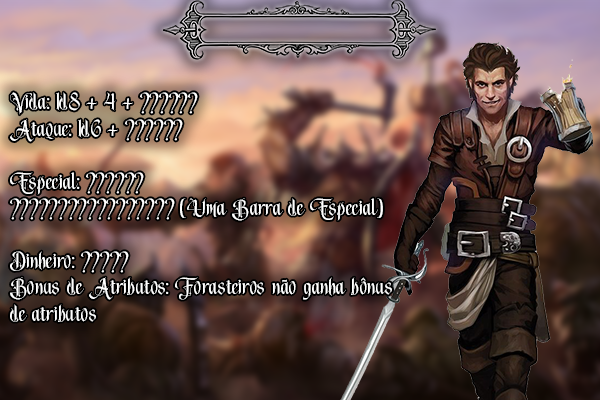 Vida: 1D8 + 4 + ??????
Ataque: 1D6 + ??????
Especial: ??????
????????????????? (Uma Barra de Especial)
Dinheiro: ?????
Bonus de Atributos: Forasteiros não ganha bônus
de atributos